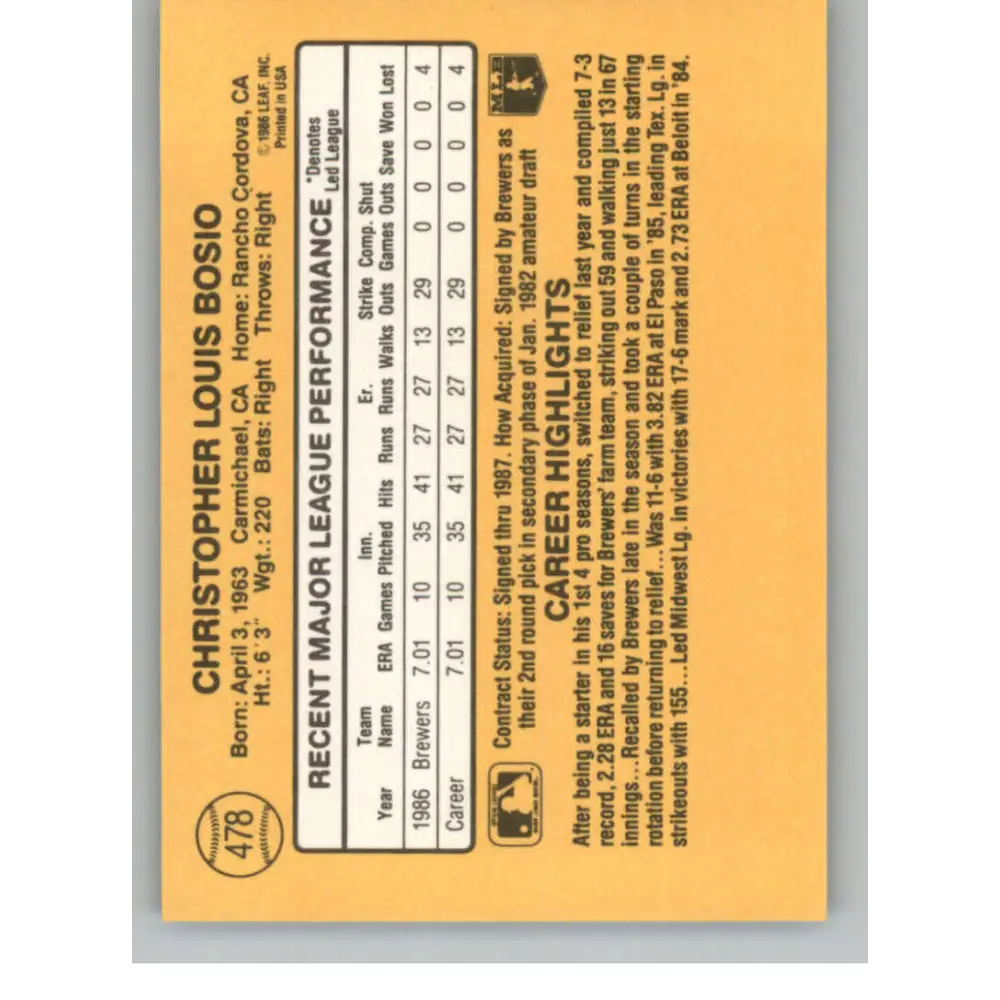 478
CHRISTOPHER LOUIS BOSIO
Born: April 3, 1963 Carmichael, CA Home: Rancho Cordova, CA
Ht.: 6'3" Wgt.: 220 Bats: Right Throws: Right
© 1986 LEAF, INC.
Printed in USA
RECENT MAJOR LEAGUE PERFORMANCE
*Denotes
Led League
Team Inn. Er. Strike Comp. Shut
Year Name ERA Games Pitched Hits Runs Runs Walks Outs Games Outs Save Won Lost
1986 Brewers 7.01 10 35 41 27 27 13 29 0 0 0 0 4
Career 7.01 10 35 41 27 27 13 29 0 0 0 0 4
MLB
Contract Status: Signed thru 1987. How Acquired: Signed by Brewers as
their 2nd round pick in secondary phase of Jan. 1982 amateur draft
CAREER HIGHLIGHTS
After being a starter in his 1st 4 pro seasons, switched to relief last year and compiled 7-3
record, 2.28 ERA and 16 saves for Brewers' farm team, striking out 59 and walking just 13 in 67
innings...Recalled by Brewers late in the season and took a couple of turns in the starting
rotation before returning to relief...Was 11-6 with 3.82 ERA at El Paso in '85, leading Tex. Lg. in
strikeouts with 155...Led Midwest Lg. in victories with 17-6 mark and 2.73 ERA at Beloit in '84.